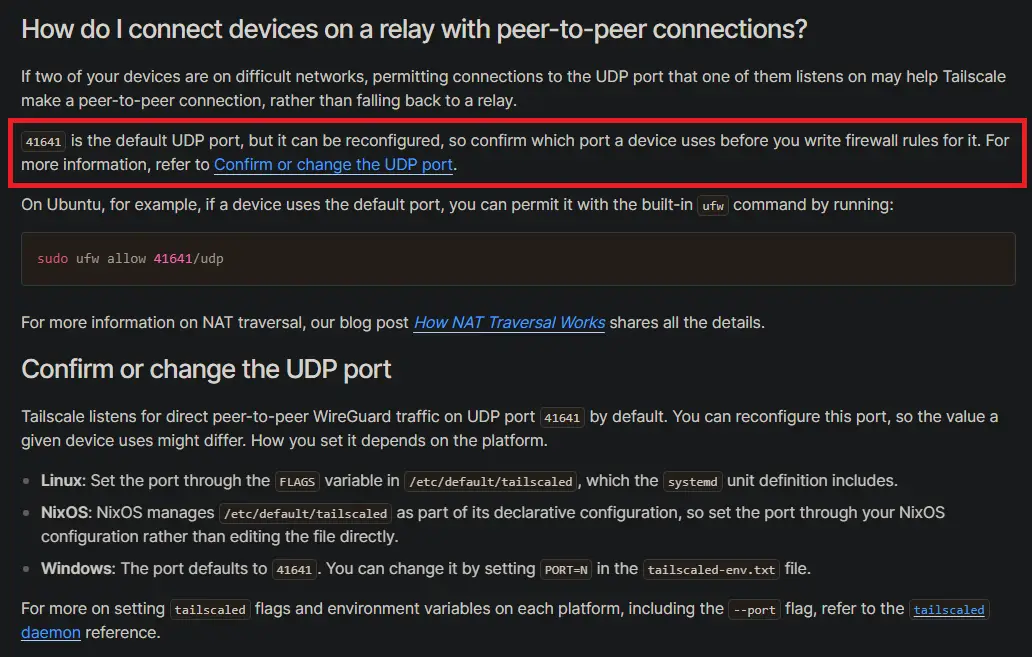 How do I connect devices on a relay with peer-to-peer connections?
If two of your devices are on difficult networks, permitting connections to the UDP port that one of them listens on may help Tailscale
make a peer-to-peer connection, rather than falling back to a relay.
41641 is the default UDP port, but it can be reconfigured, so confirm which port a device uses before you write firewall rules for it. For
more information, refer to Confirm or change the UDP port.
On Ubuntu, for example, if a device uses the default port, you can permit it with the built-in ufw command by running:
sudo ufw allow 41641/udp
For more information on NAT traversal, our blog post How NAT Traversal Works shares all the details.
Confirm or change the UDP port
Tailscale listens for direct peer-to-peer WireGuard traffic on UDP port 41641 by default. You can reconfigure this port, so the value a
given device uses might differ. How you set it depends on the platform.
• Linux: Set the port through the FLAGS variable in /etc/default/tailscaled, which the systemd unit definition includes.
• NixOS: NixOS manages /etc/default/tailscaled as part of its declarative configuration, so set the port through your NixOS
configuration rather than editing the file directly.
• Windows: The port defaults to 41641. You can change it by setting PORT=N in the tailscaled-env.txt file.
For more on setting tailscaled flags and environment variables on each platform, including the --port flag, refer to the tailscaled
daemon reference.